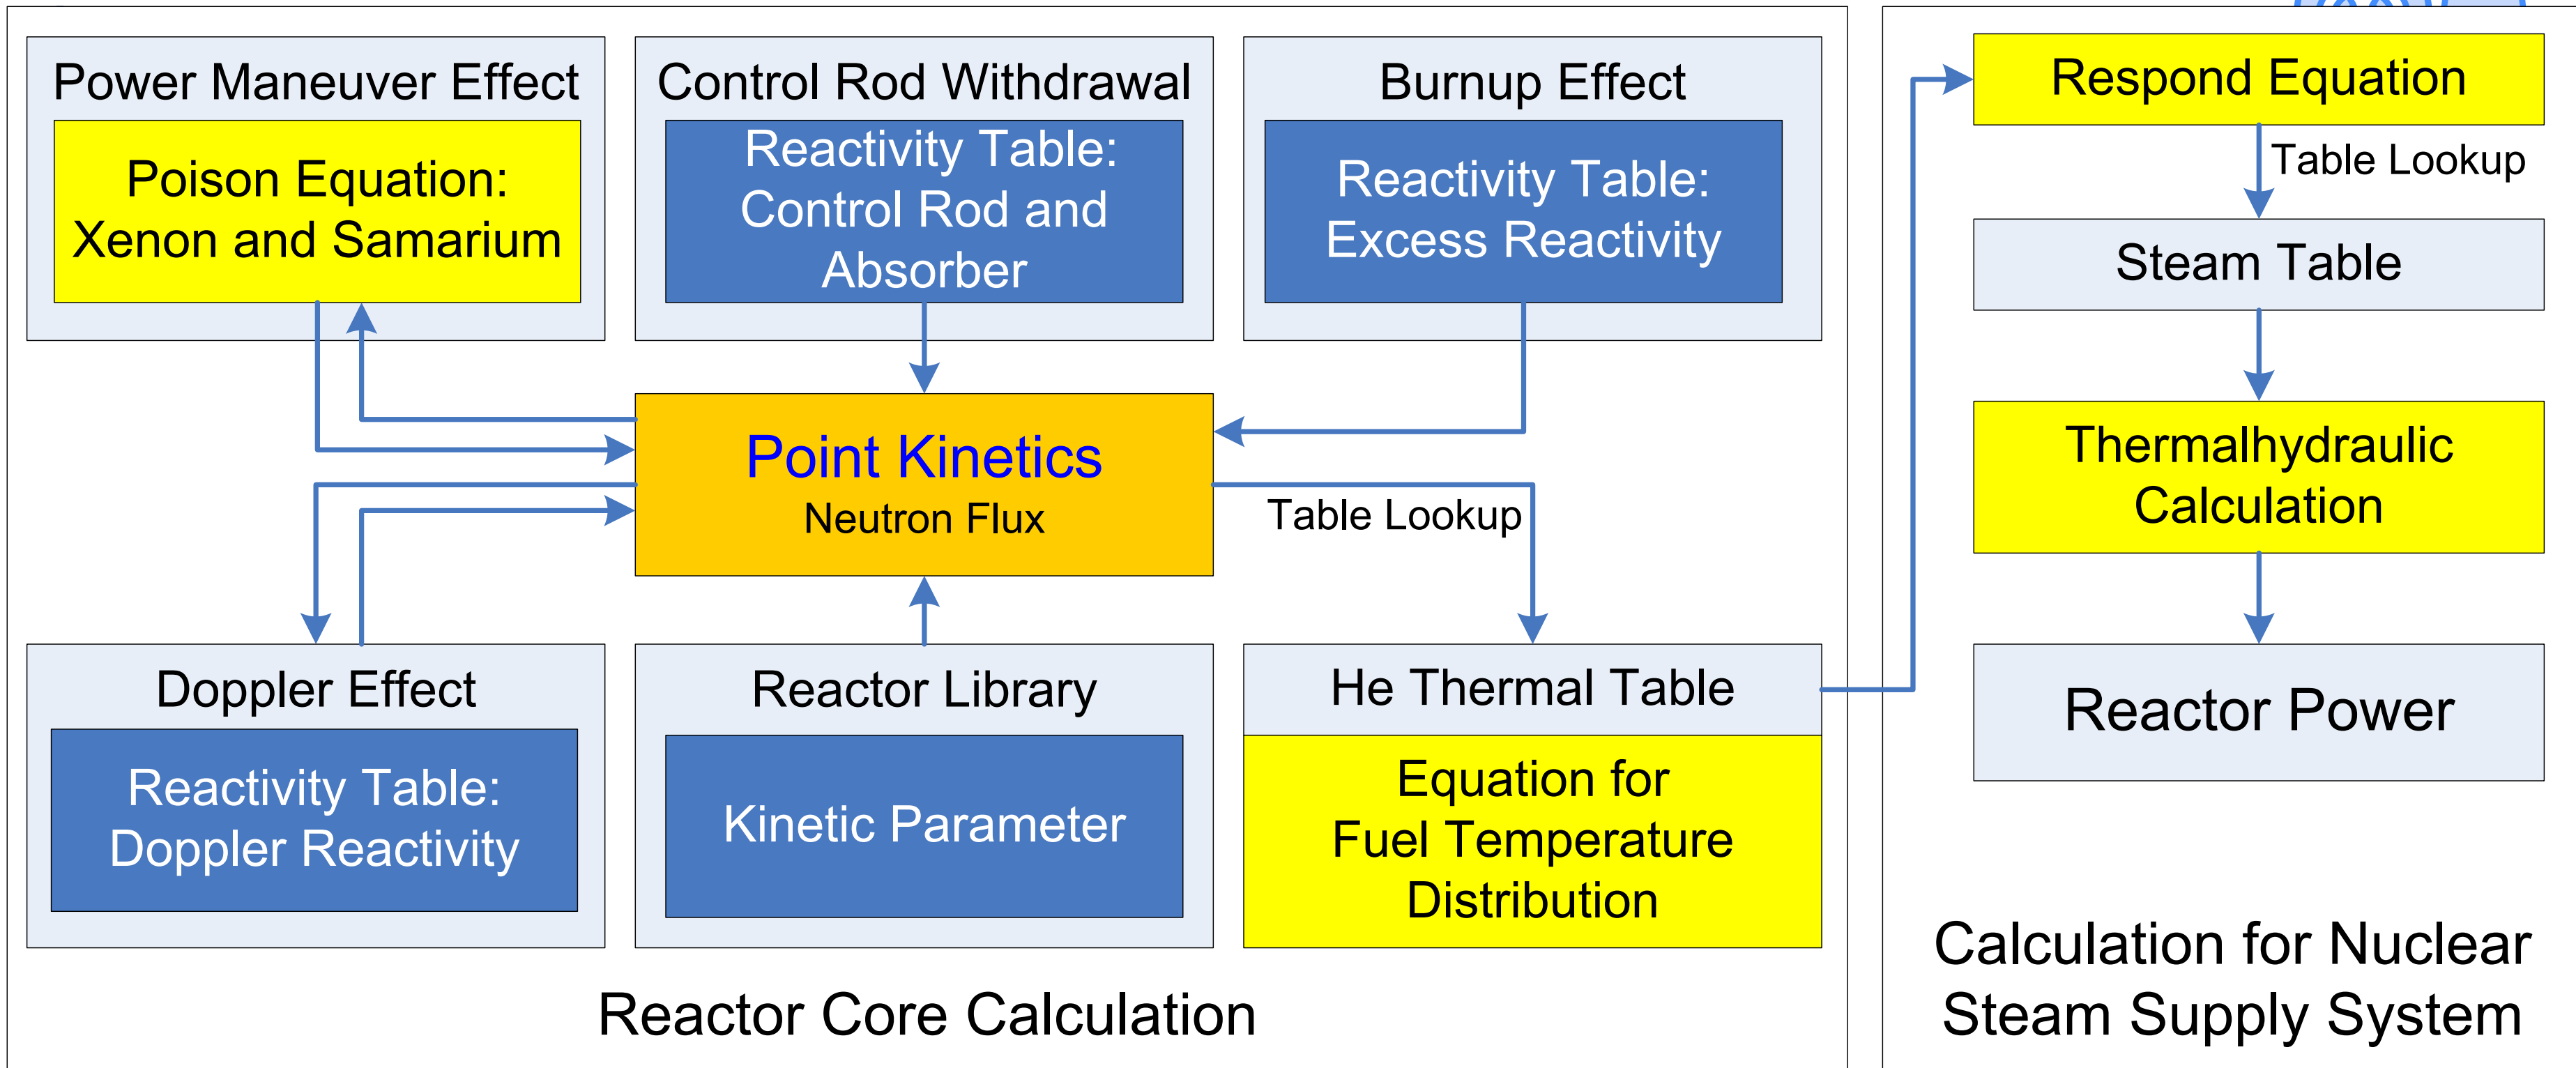 Power Maneuver Effect
Poison Equation:
Xenon and Samarium
Control Rod Withdrawal
Reactivity Table:
Control Rod and
Absorber
Burnup Effect
Reactivity Table:
Excess Reactivity
Point Kinetics
Neutron Flux
Table Lookup
Doppler Effect
Reactivity Table:
Doppler Reactivity
Reactor Library
Kinetic Parameter
He Thermal Table
Equation for
Fuel Temperature
Distribution
Reactor Core Calculation
Respond Equation
Table Lookup
Steam Table
Thermalhydraulic
Calculation
Reactor Power
Calculation for Nuclear
Steam Supply System